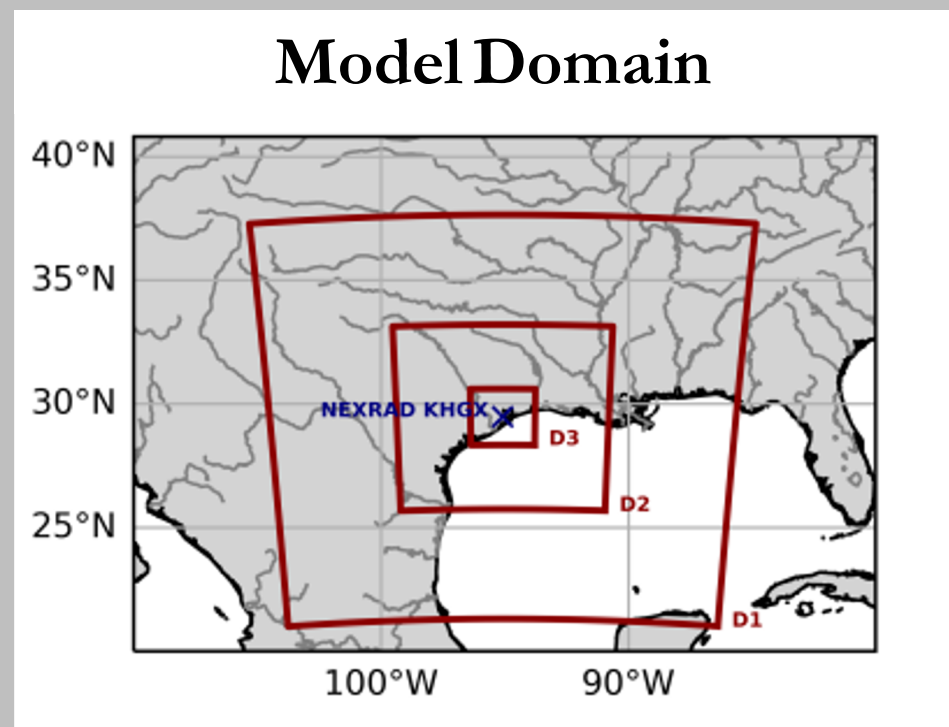 Model Domain
40°N
35°N
30°N
NEXRAD KHGX
D3
D2
25°N
D1
100°W
90°W